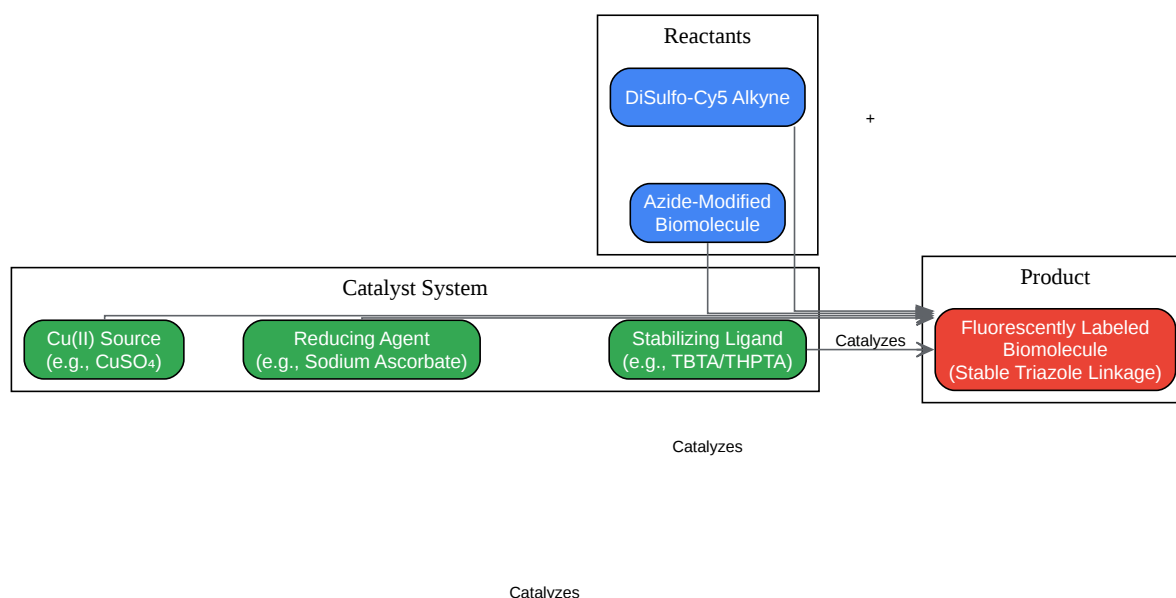 Reactants
DiSulfo-Cy5 Alkyne
+
Azide-Modified
Biomolecule
Catalyst System
Cu(II) Source
(e.g., CuSO₄)
Reducing Agent
(e.g., Sodium Ascorbate)
Stabilizing Ligand
(e.g., TBTA/THPTA)
Catalyzes
Product
Fluorescently Labeled
Biomolecule
(Stable Triazole Linkage)
Catalyzes
Catalyzes